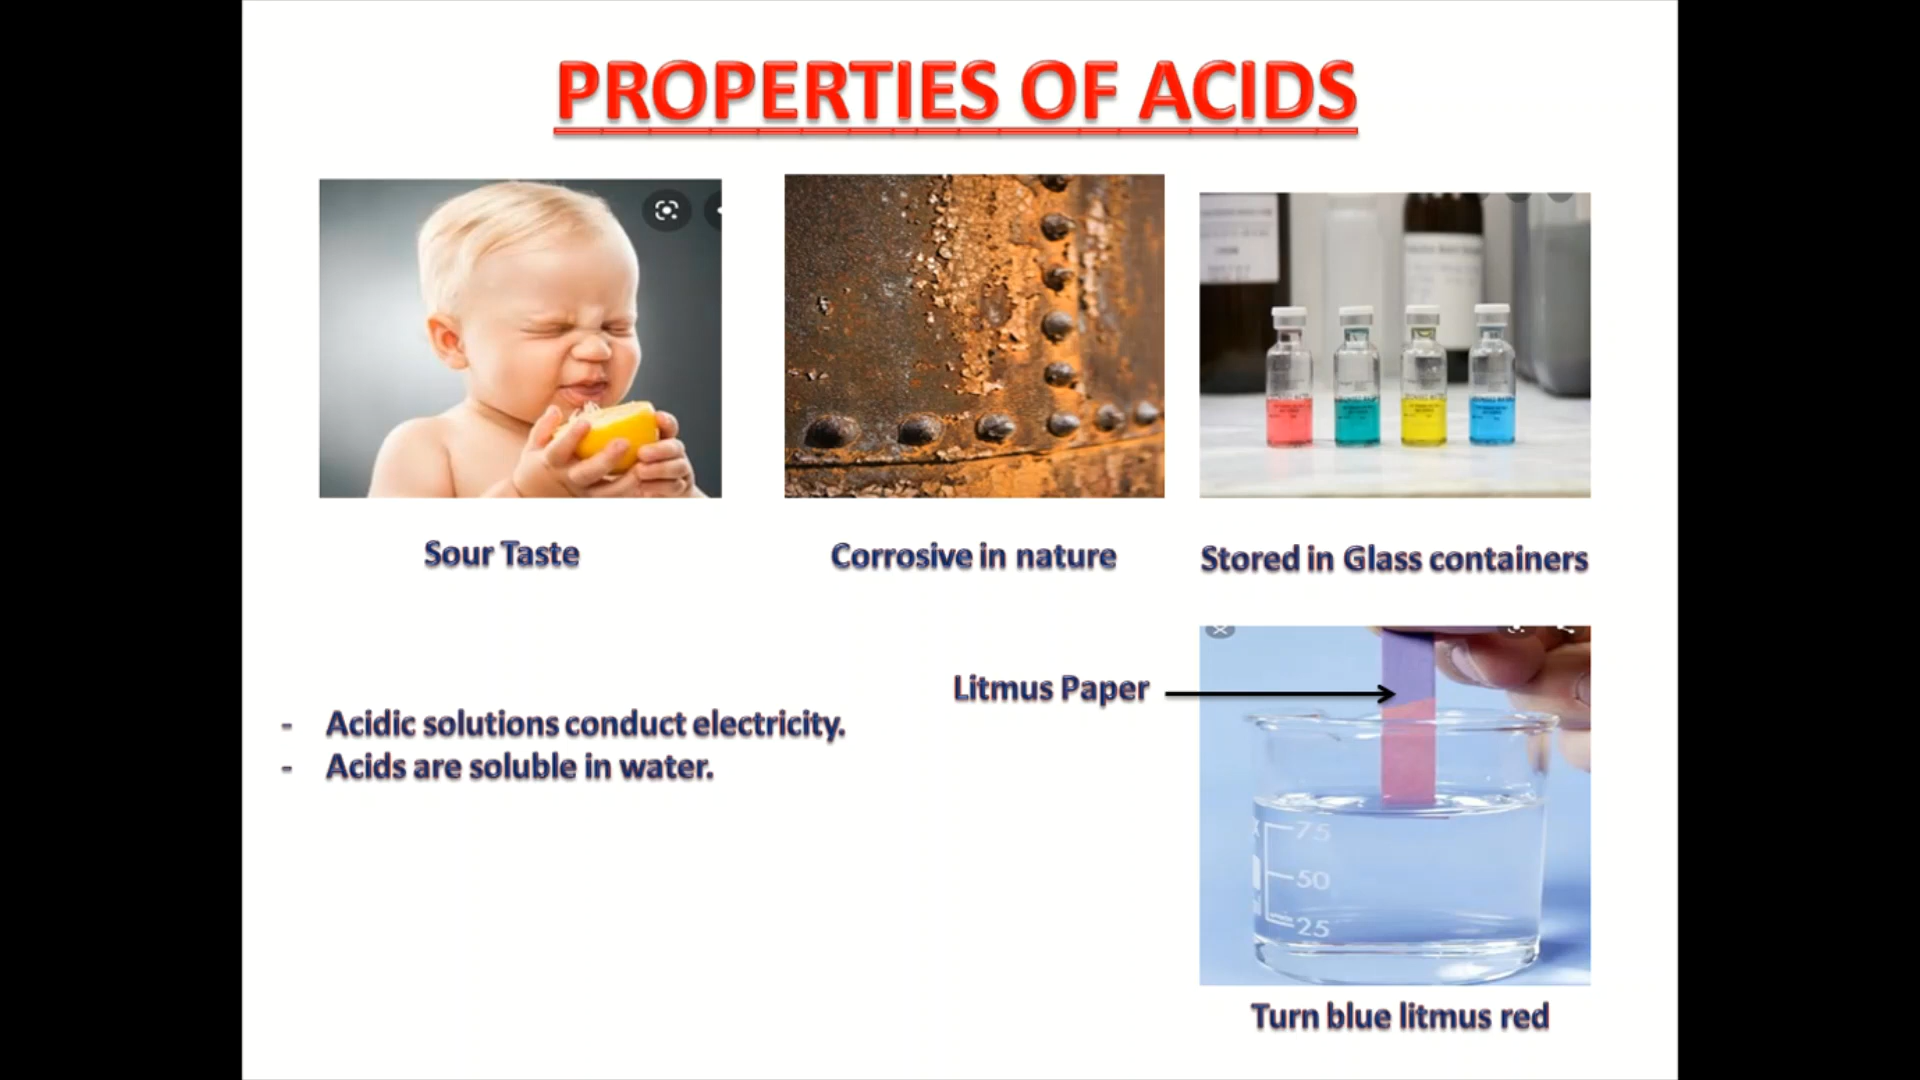 PROPERTIES OF ACIDS
Sour Taste
Corrosive in nature
Stored in Glass containers
Litmus Paper
- Acidic solutions conduct electricity.
- Acids are soluble in water.
75
50
25
Turn blue litmus red